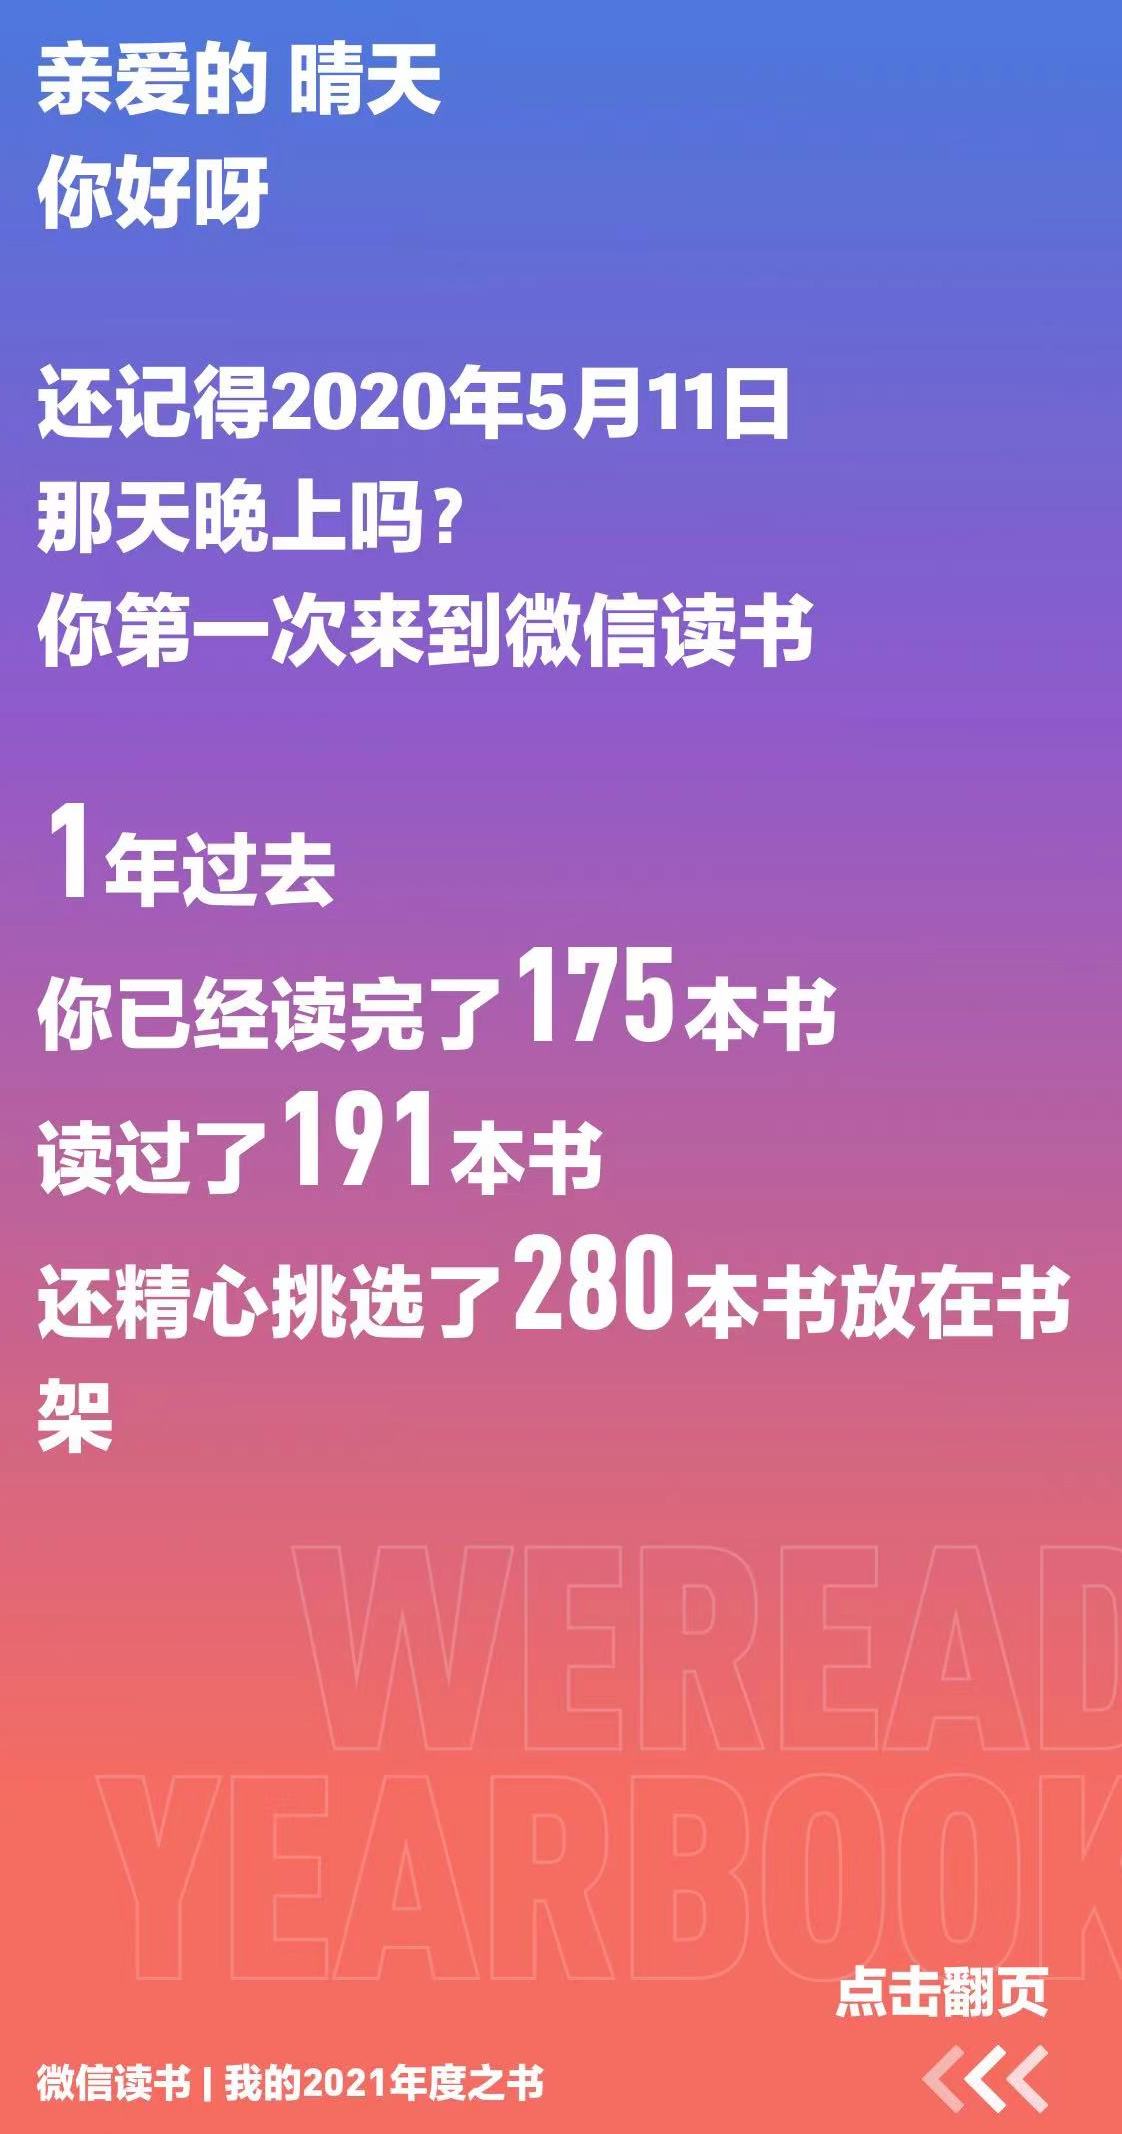 亲爱的 晴天
你好呀
还记得2020年5月11日
那天晚上吗？
你第一次来到微信读书
1年过去
你已经读完了175本书
读过了191本书
还精心挑选了280本书放在书
架
WEREAD
YEARBOOK
点击翻页
微信读书 | 我的2021年度之书